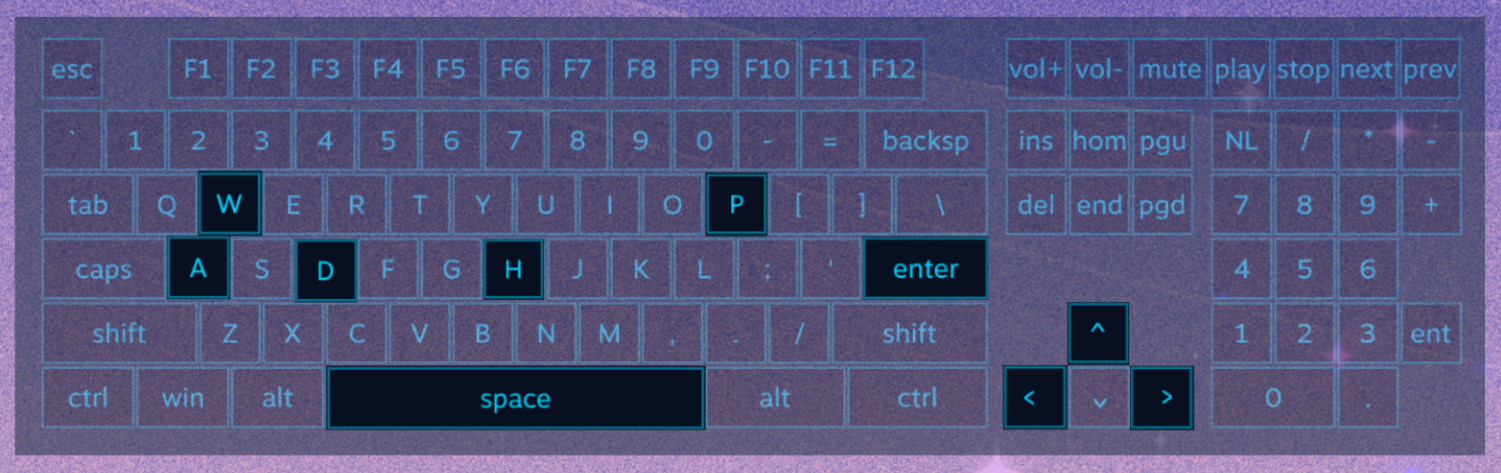 esc F1 F2 F3 F4 F5 F6 F7 F8 F9 F10 F11 F12 vol+ vol- mute play stop next prev
` 1 2 3 4 5 6 7 8 9 0 - = backsp ins hom pgu NL / * -
tab Q W E R T Y U I O P [ ] \ del end pgd 7 8 9 +
caps A S D F G H J K L ; ' enter 4 5 6
shift Z X C V B N M , . / shift ^ 1 2 3 ent
ctrl win alt space alt ctrl < ⌄ > 0 .